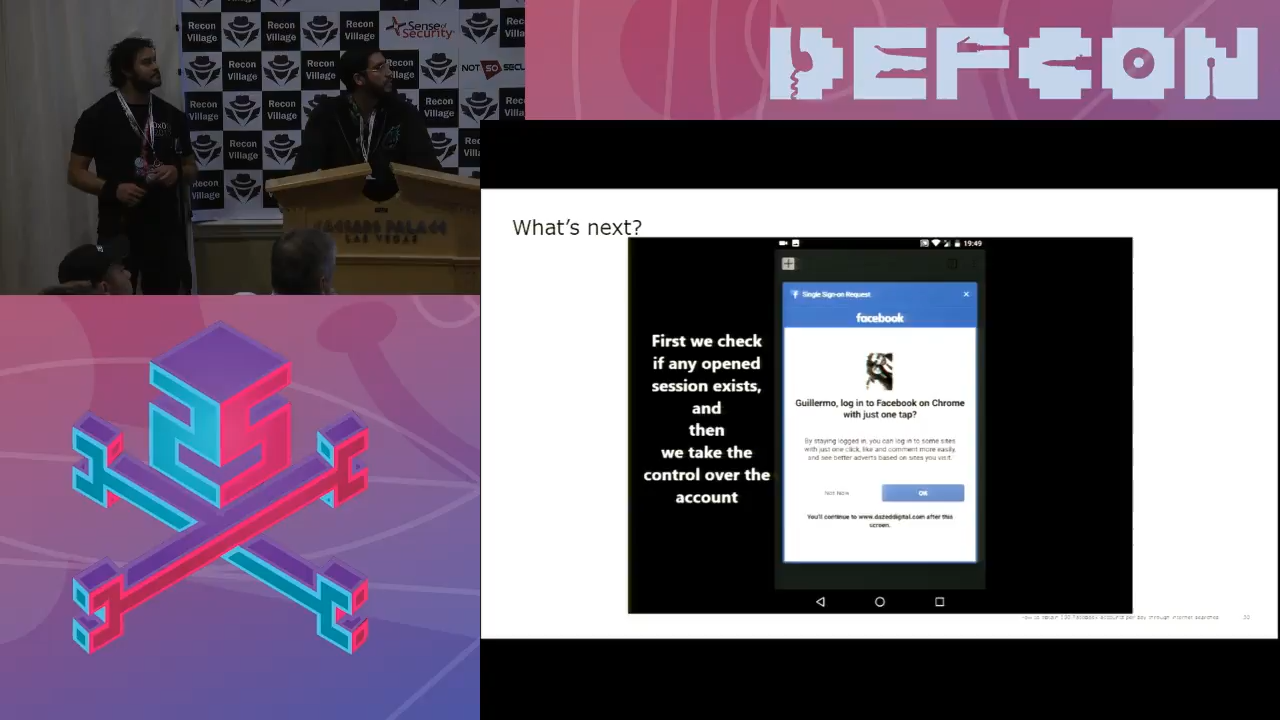 Recon
Village
Recon
Village
Recon
Village
Sense of
Security
Recon
Village
Recon
Village
NOT SO SECU
Recon
Village
Recon
Village
Recon
Village
Recon
Village
CAESARS PALACE
LAS VEGAS
DEFCON
What's next?
First we check
if any opened
session exists,
and
then
we take the
control over the
account
19:49
Single Sign-on Request
facebook
Guillermo, log in to Facebook on Chrome
with just one tap?
By staying logged in, you can log in to some sites
with just one click, like and comment more easily,
and see better adverts based on sites you visit.
Not Now
OK
You'll continue to www.dazeddigital.com after this
screen.